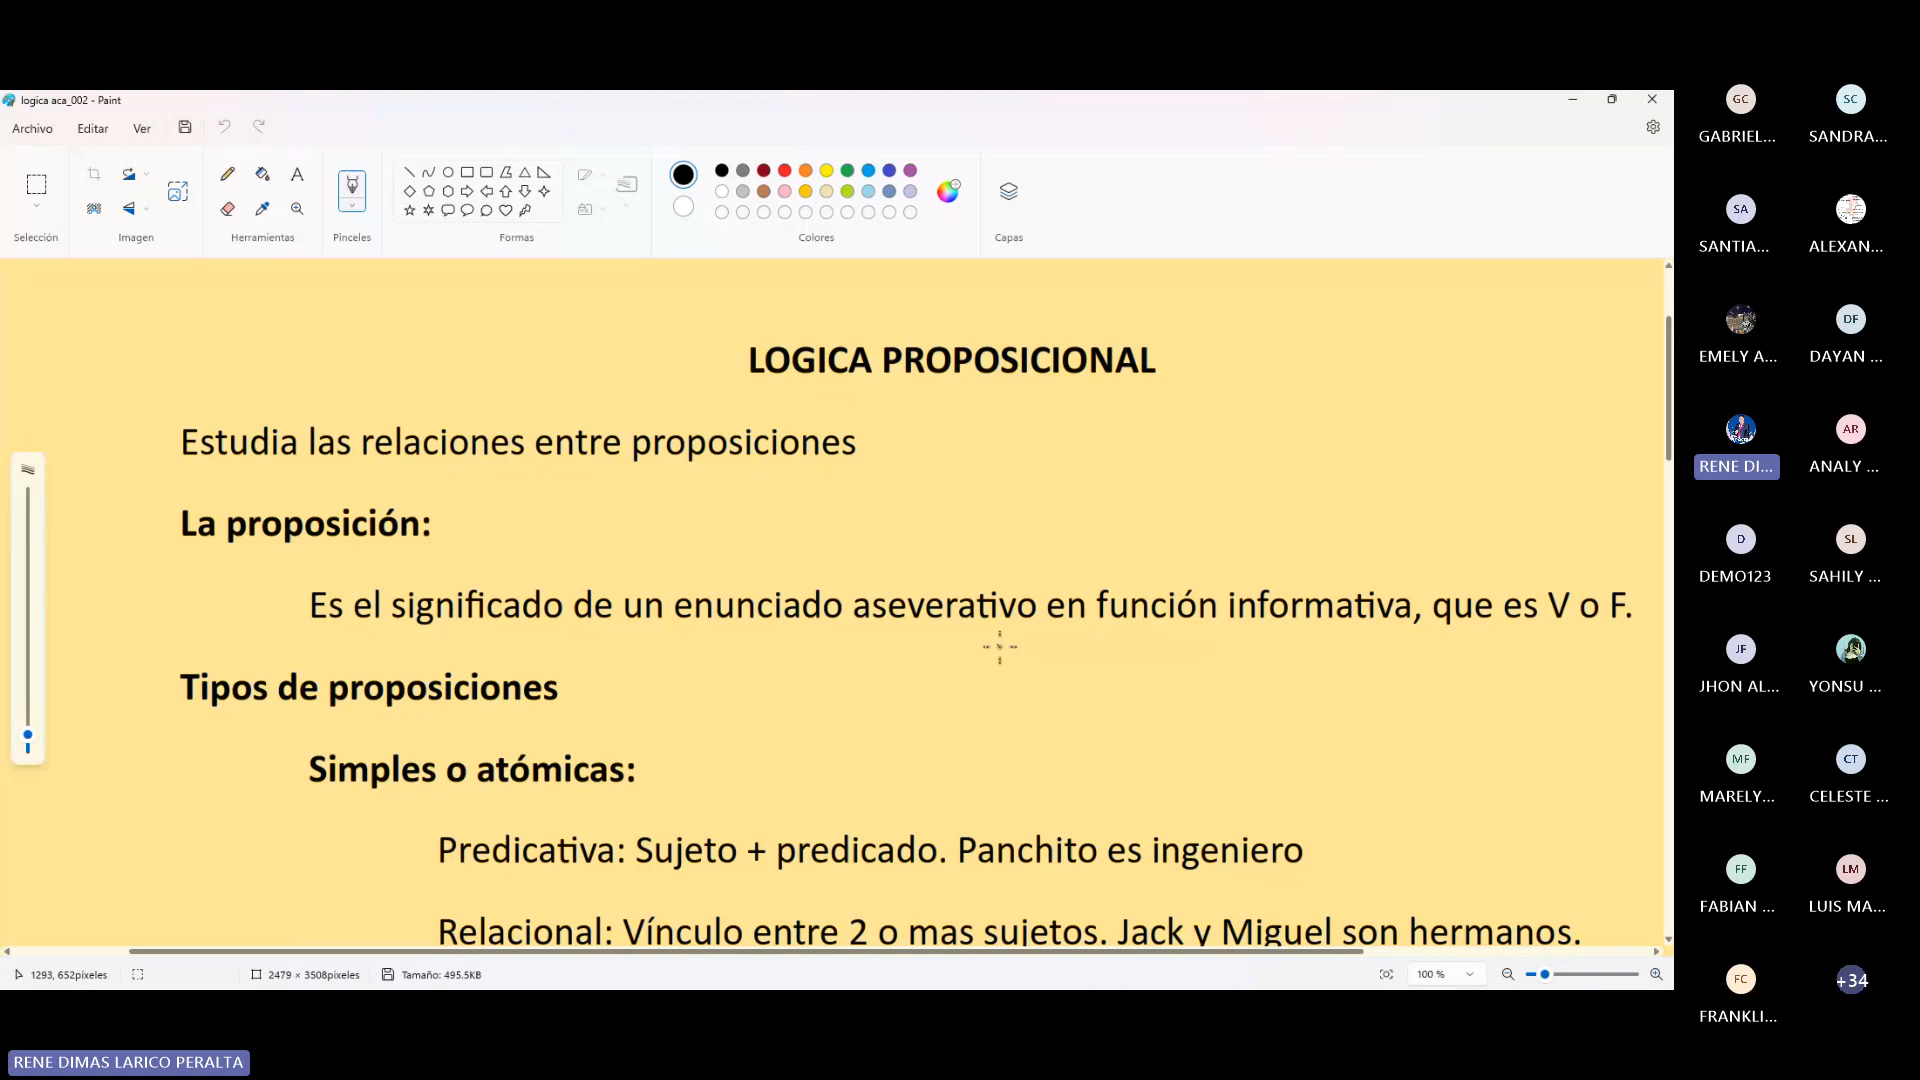 logica aca_002 - Paint
Archivo Editar Ver
Selección Imagen Herramientas Pinceles Formas Colores Capas
LOGICA PROPOSICIONAL
Estudia las relaciones entre proposiciones
La proposición:
Es el significado de un enunciado aseverativo en función informativa, que es V o F.
Tipos de proposiciones
Simples o atómicas:
Predicativa: Sujeto + predicado. Panchito es ingeniero
Relacional: Vínculo entre 2 o mas sujetos. Jack y Miguel son hermanos.
1293, 652píxeles 2479 × 3508píxeles Tamaño: 495.5KB 100 %
GC SC
GABRIEL... SANDRA...
SA
SANTIA... ALEXAN...
DF
EMELY A... DAYAN ...
AR
RENE DI... ANALY ...
D SL
DEMO123 SAHILY ...
JF
JHON AL... YONSU ...
MF CT
MARELY... CELESTE ...
FF LM
FABIAN ... LUIS MA...
FC +34
FRANKLI...
RENE DIMAS LARICO PERALTA